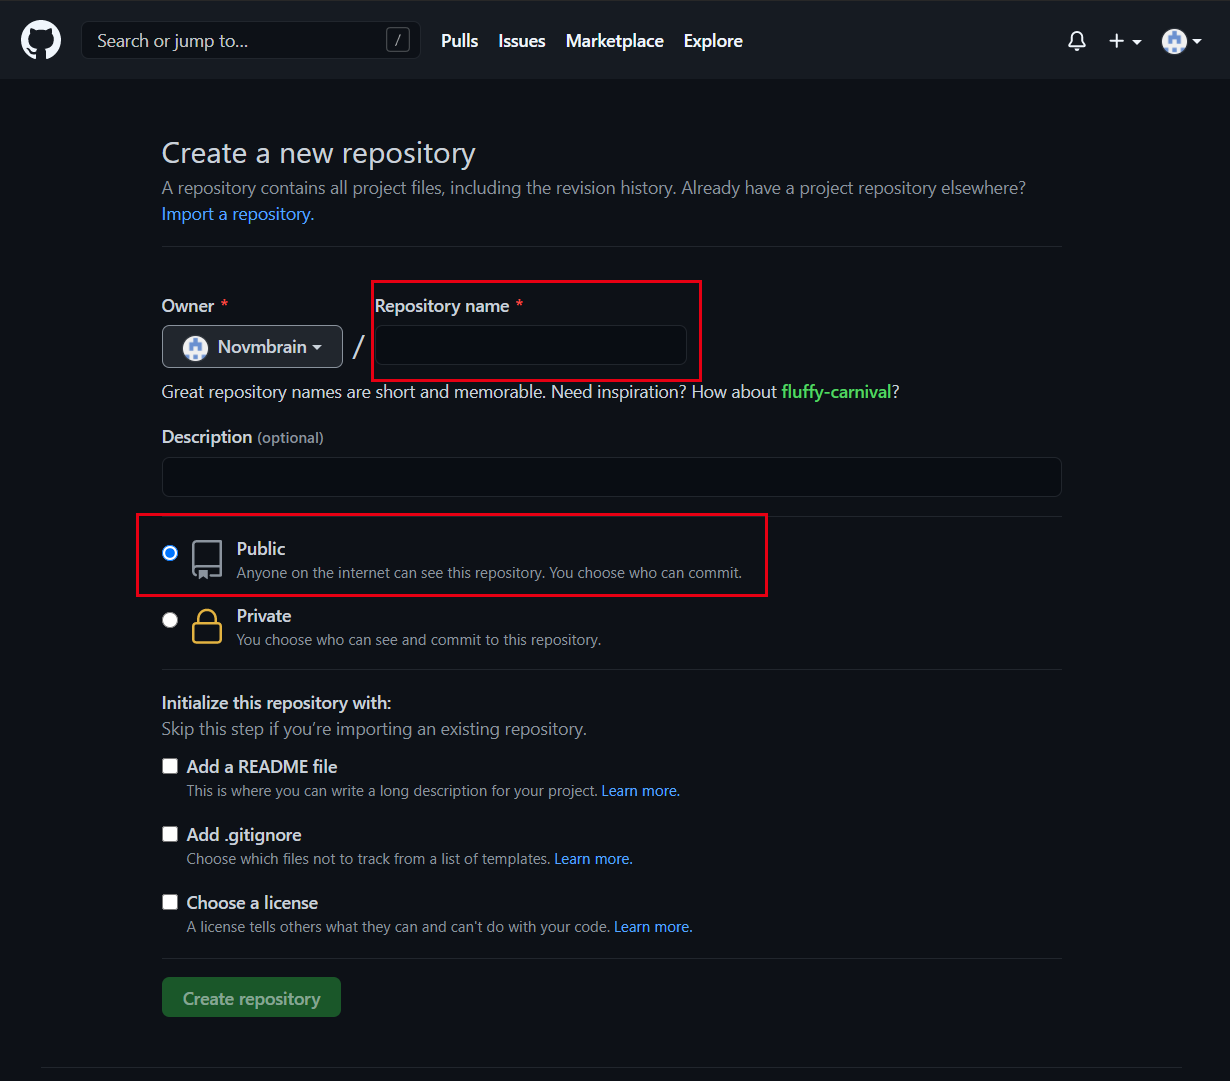 Search or jump to... /
Pulls Issues Marketplace Explore
Create a new repository
A repository contains all project files, including the revision history. Already have a project repository elsewhere?
Import a repository.
Owner * Repository name *
Novmbrain /
Great repository names are short and memorable. Need inspiration? How about fluffy-carnival?
Description (optional)
Public
Anyone on the internet can see this repository. You choose who can commit.
Private
You choose who can see and commit to this repository.
Initialize this repository with:
Skip this step if you’re importing an existing repository.
Add a README file
This is where you can write a long description for your project. Learn more.
Add .gitignore
Choose which files not to track from a list of templates. Learn more.
Choose a license
A license tells others what they can and can't do with your code. Learn more.
Create repository